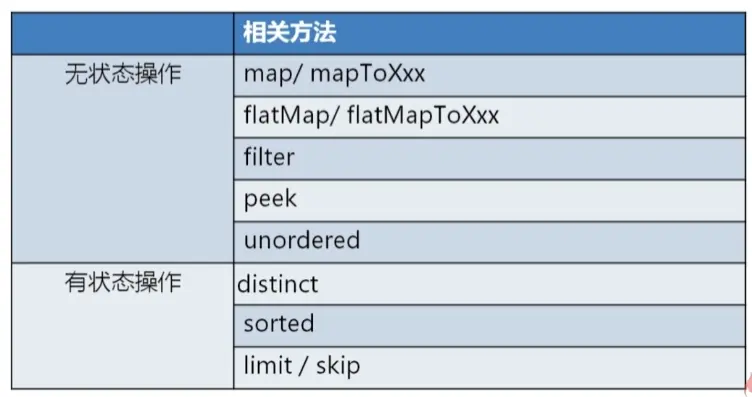 相关方法
无状态操作
map/ mapToXxx
flatMap/ flatMapToXxx
filter
peek
unordered
有状态操作
distinct
sorted
limit / skip